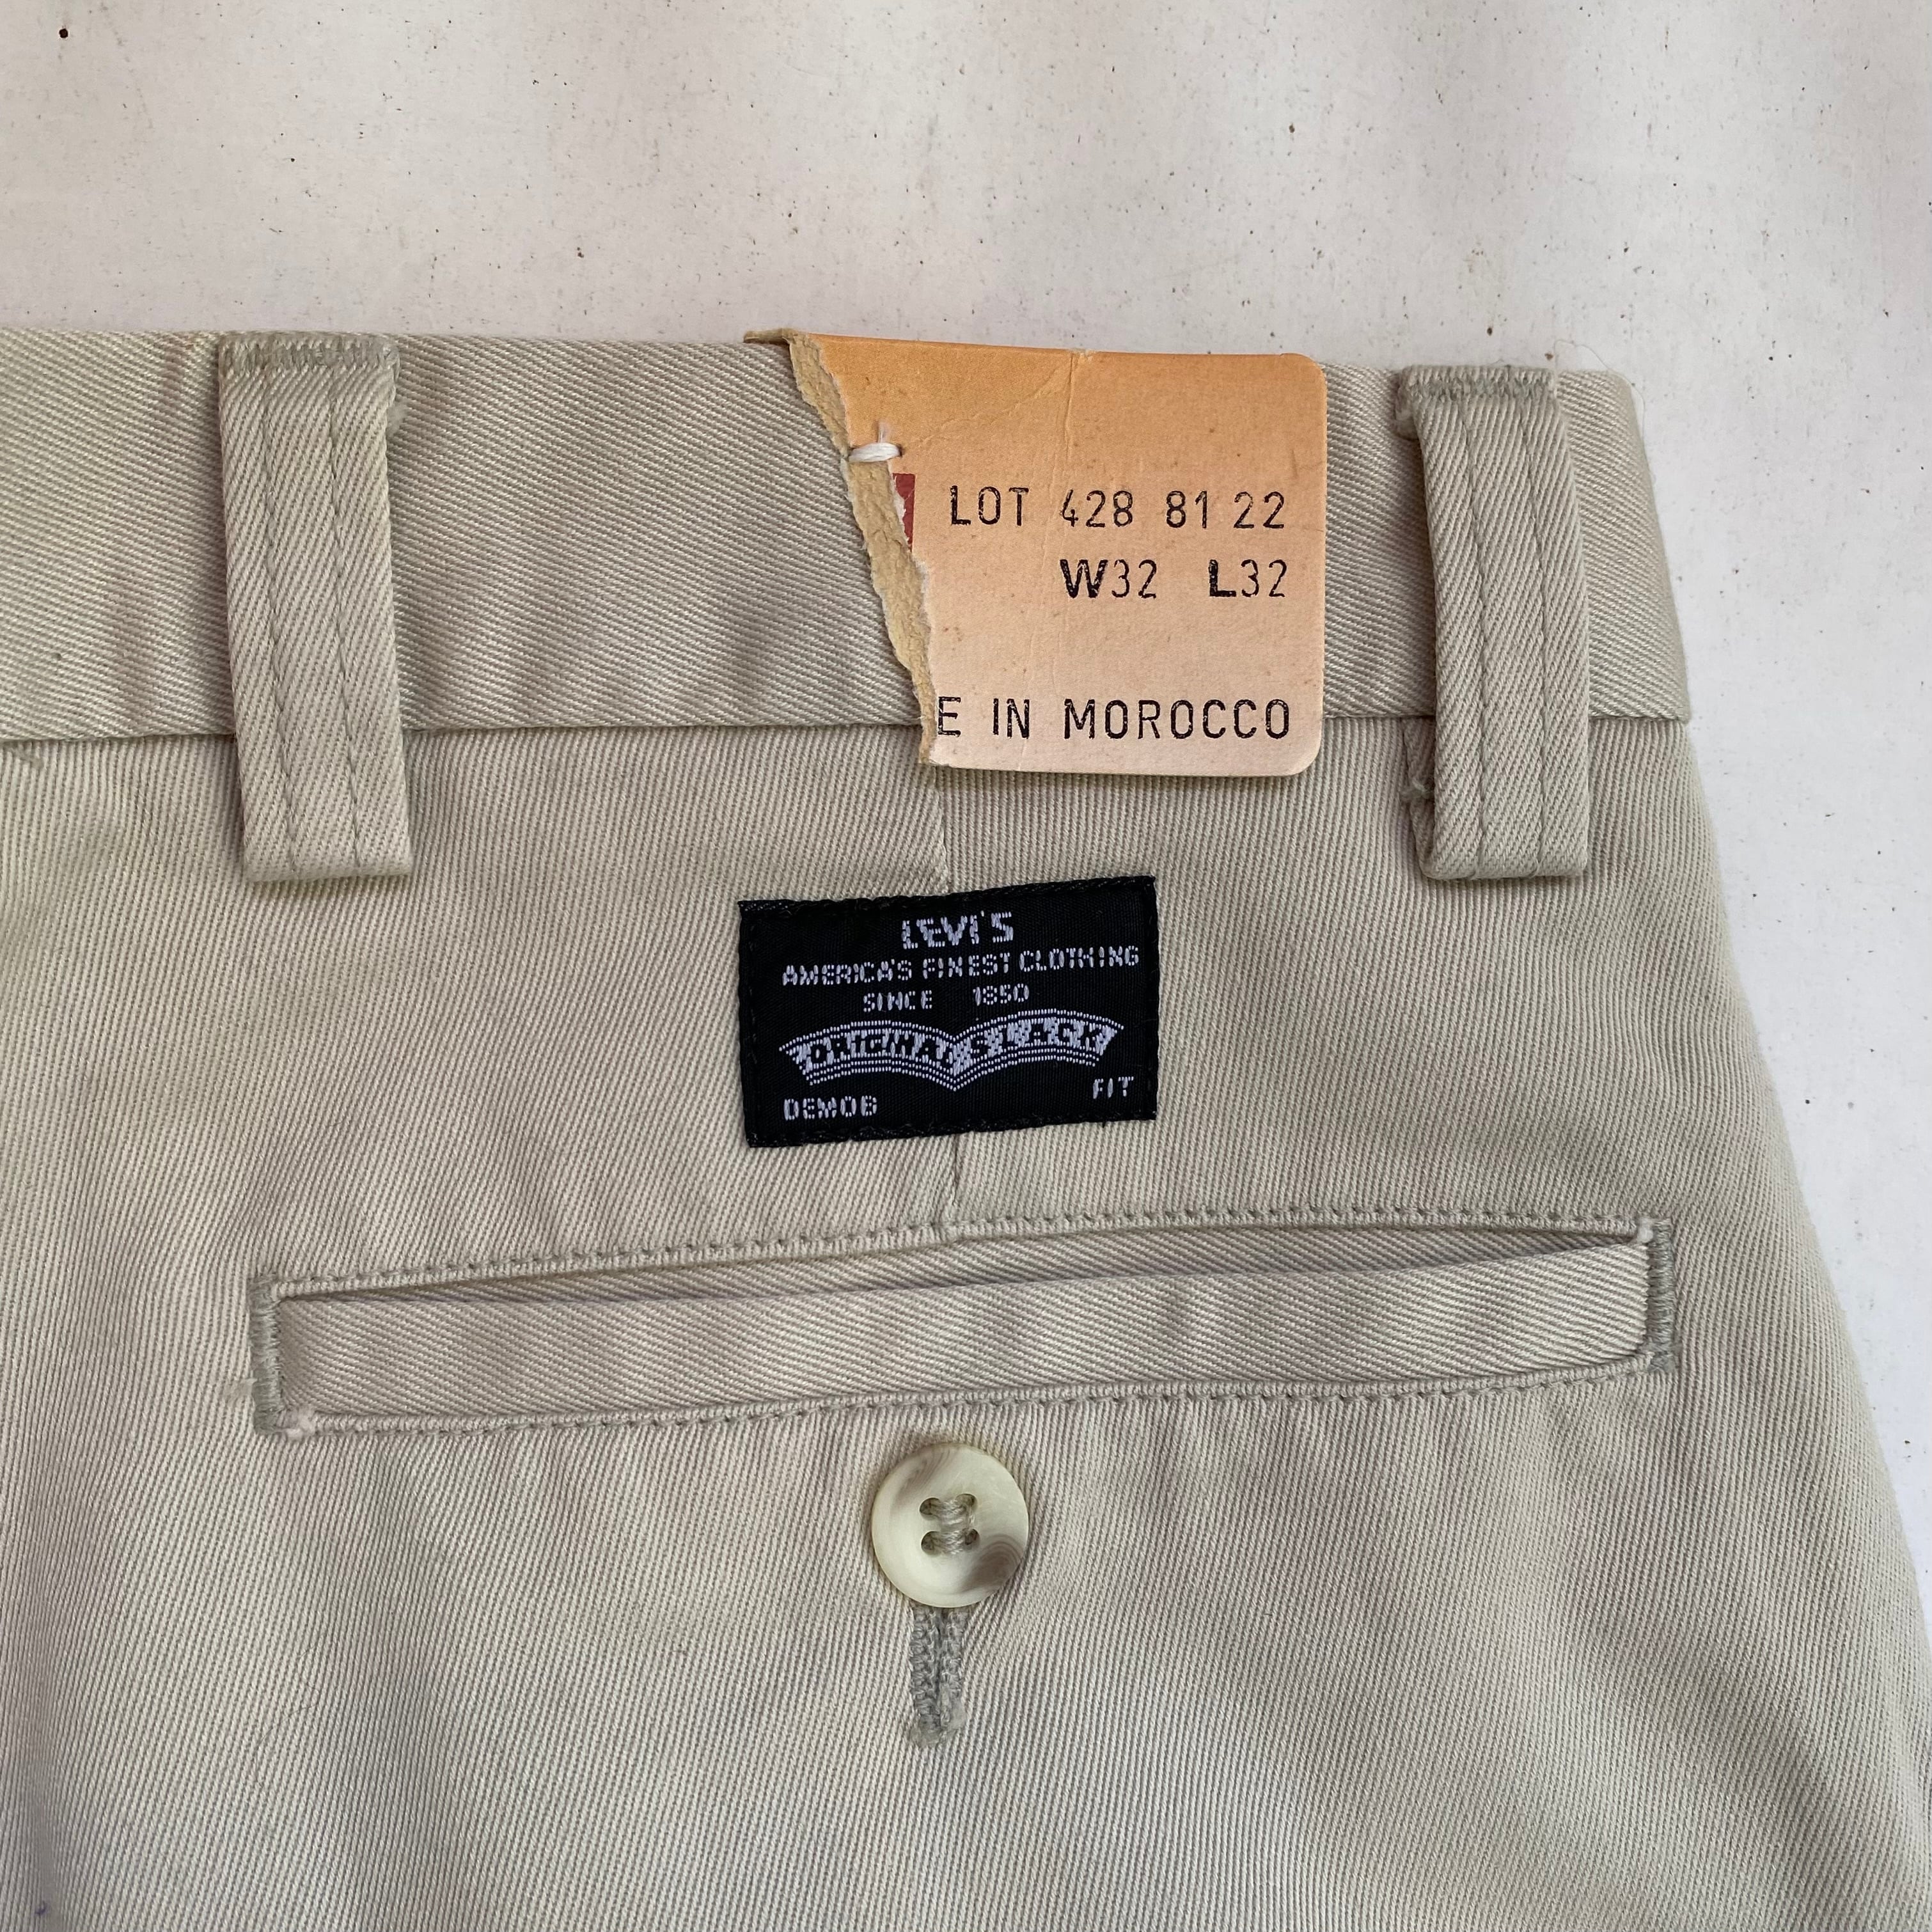 LOT 428 81 22
W32 L32
E IN MOROCCO
LEVI'S
AMERICA'S FINEST CLOTHING
SINCE 1850
ORIGINAL SLACK
FIT
DEMOB